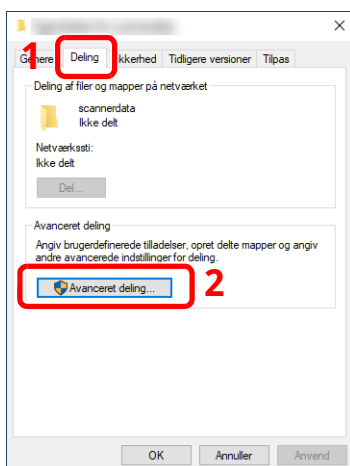 Deling
Tidligere versioner
Tilpas
1
Deling af filer og mapper på netværket
scannerdata
Ikke delt
Netværkssti:
Ikke delt
Del...
Avanceret deling
Angiv brugerdefinerede tilladelser, opret delte mapper og angiv
andre avancerede indstillinger for deling.
Avanceret deling...
2
OK
Annuller
Anvend